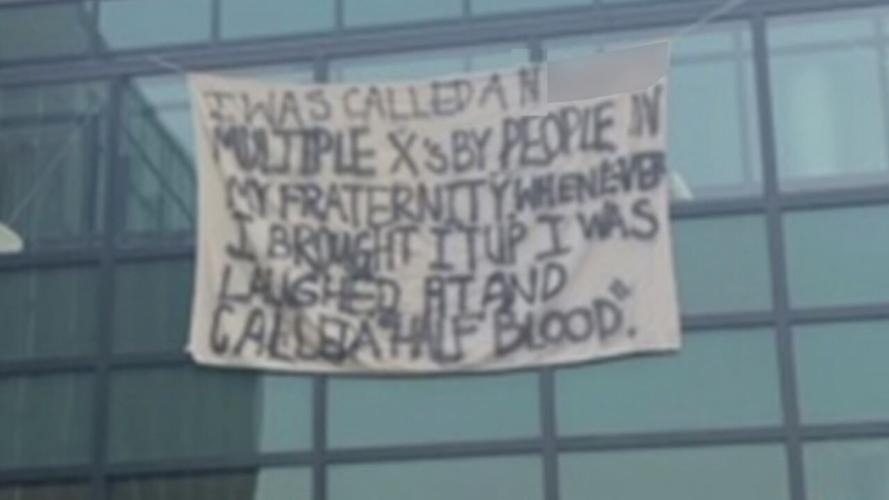 I WAS CALLED A N
MULTIPLE X'S BY PEOPLE IN
MY FRATERNITY WHENEVER
I BROUGHT IT UP I WAS
LAUGHED AT AND
CALLED A "HALF BLOOD".